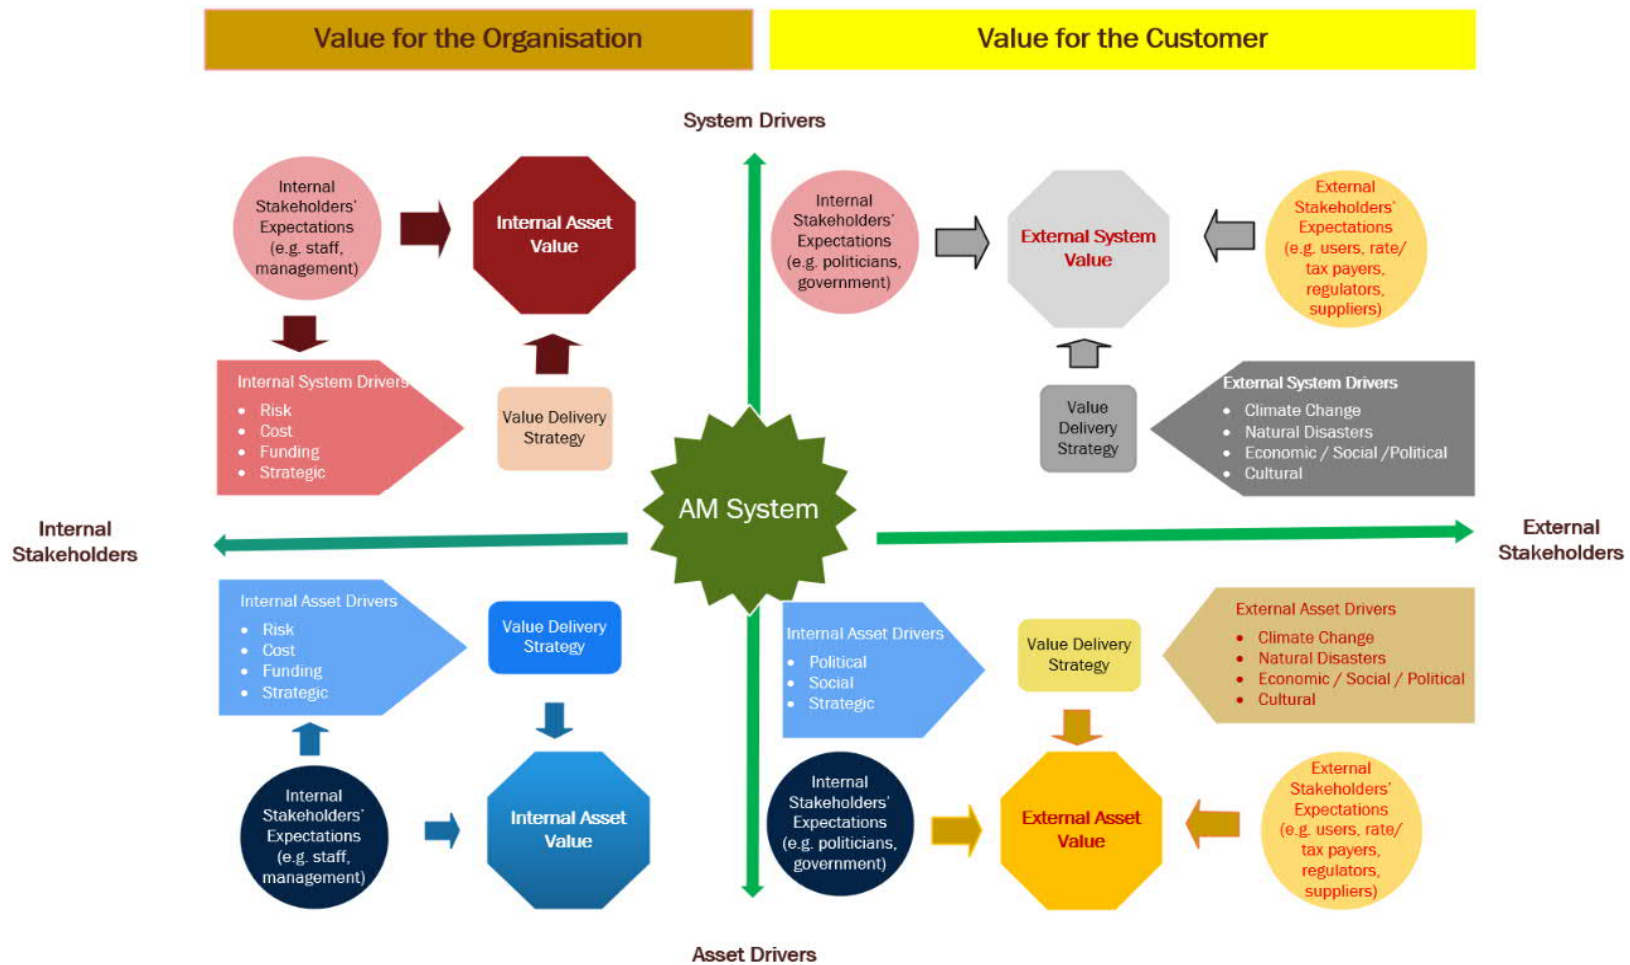 Value for the Organisation
Value for the Customer
System Drivers
Internal
Stakeholders'
Expectations
(e.g. staff,
management)
Internal Asset
Value
Internal
Stakeholders'
Expectations
(e.g. politicians,
government)
External System
Value
External
Stakeholders'
Expectations
(e.g. users, rate/
tax payers,
regulators,
suppliers)
Internal System Drivers
• Risk
• Cost
• Funding
• Strategic
Value Delivery
Strategy
Value
Delivery
Strategy
External System Drivers
• Climate Change
• Natural Disasters
• Economic / Social /Political
• Cultural
AM System
Internal
Stakeholders
External
Stakeholders
Internal Asset Drivers
• Risk
• Cost
• Funding
• Strategic
Value Delivery
Strategy
Internal Asset Drivers
• Political
• Social
• Strategic
Value Delivery
Strategy
External Asset Drivers
• Climate Change
• Natural Disasters
• Economic / Social / Political
• Cultural
Internal
Stakeholders'
Expectations
(e.g. staff,
management)
Internal Asset
Value
Internal
Stakeholders'
Expectations
(e.g. politicians,
government)
External Asset
Value
External
Stakeholders'
Expectations
(e.g. users, rate/
tax payers,
regulators,
suppliers)
Asset Drivers